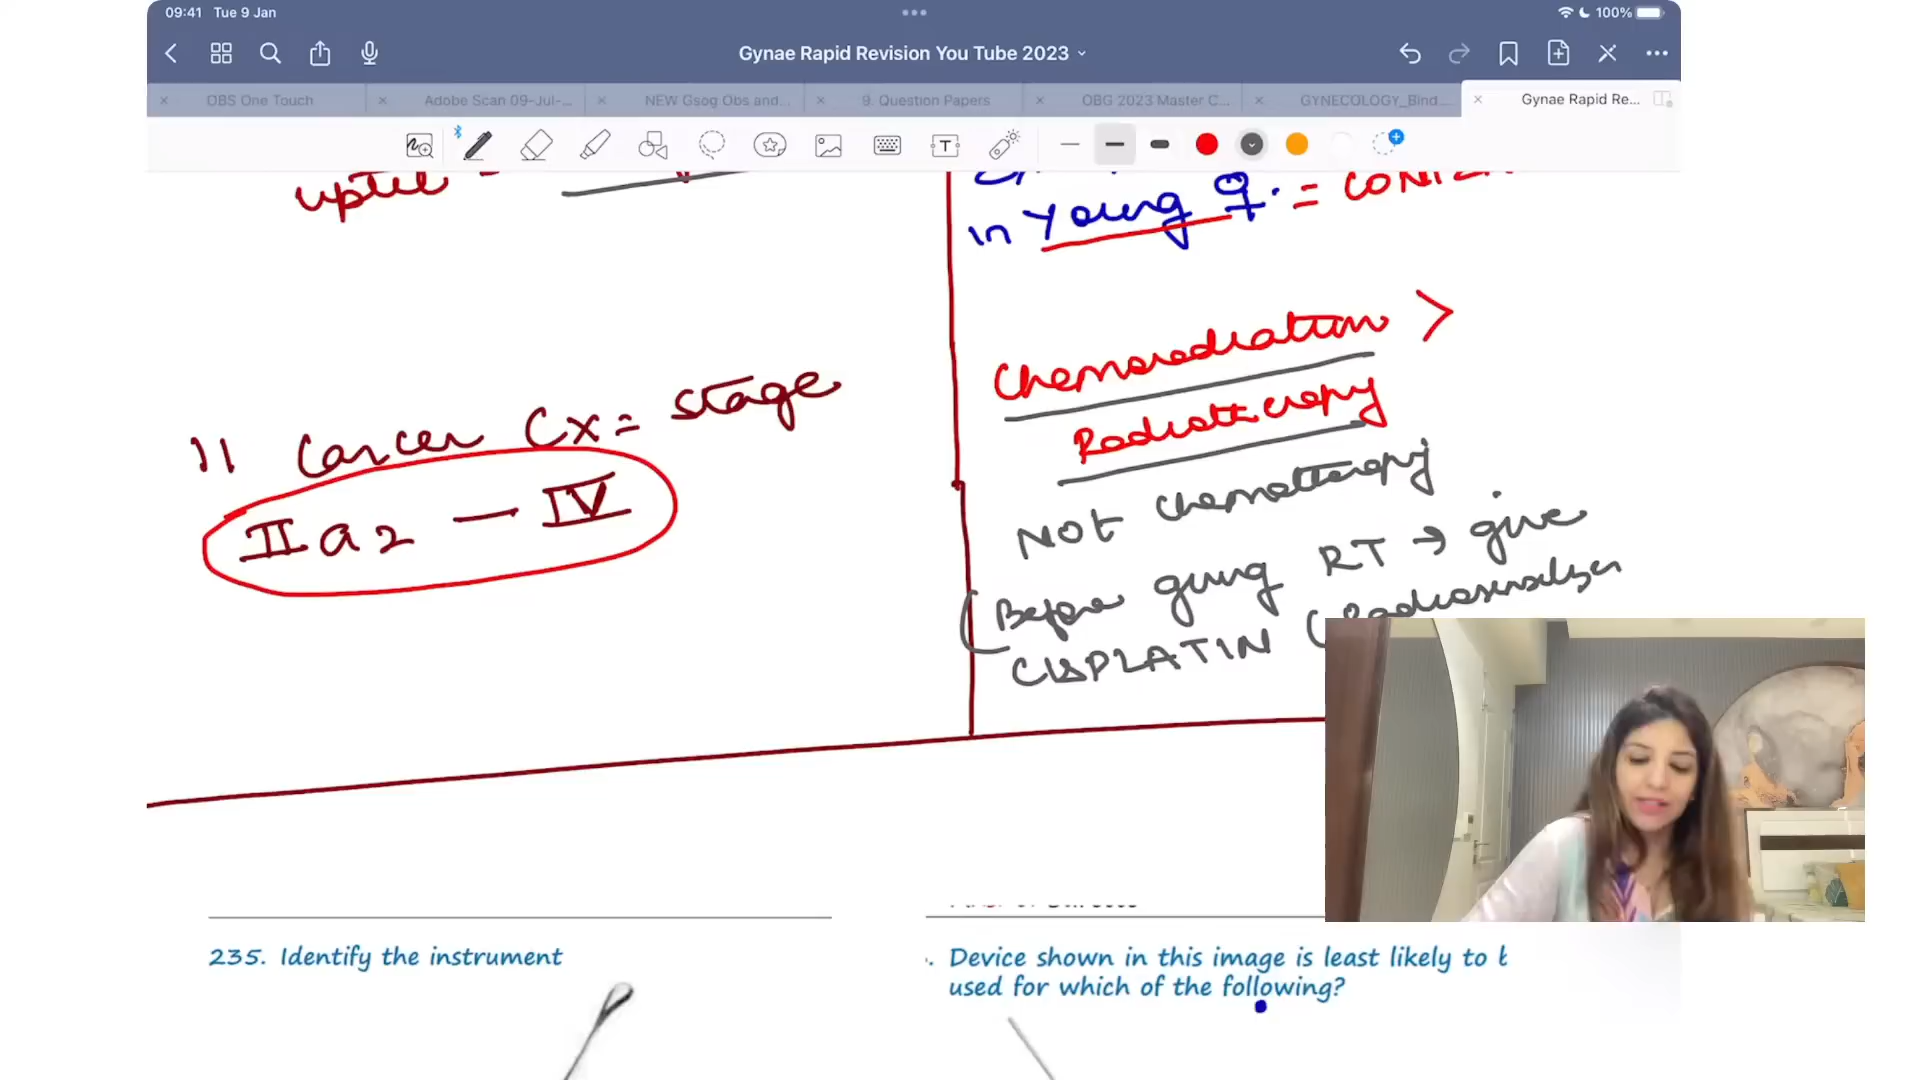 09:41 Tue 9 Jan
100%
Gynae Rapid Revision You Tube 2023
OBS One Touch
Adobe Scan 09-Jul-...
NEW Gsog Obs and...
9. Question Papers
OBG 2023 Master C...
GYNECOLOGY_Bind...
Gynae Rapid Re...
T
uptill -
11 Cancer Cx = stage
IIa2 - IV
in Young ♀. =
Chemoradiation >
Radiotherapy
NOt chemotherapy
(Before giving RT → give
CISPLATIN (Radiosensitizer
235. Identify the instrument
. Device shown in this image is least likely to b
used for which of the following?